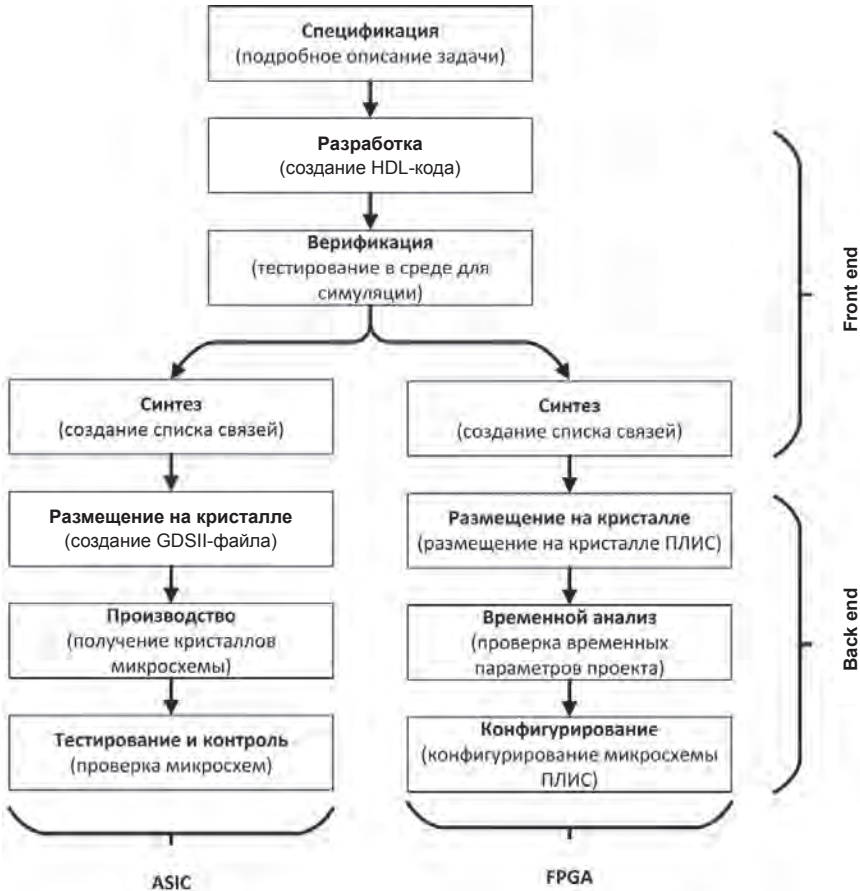 Спецификация
(подробное описание задачи)
Разработка
(создание HDL-кода)
Верификация
(тестирование в среде для
симуляции)
Front end
Синтез
(создание списка связей)
Синтез
(создание списка связей)
Размещение на кристалле
(создание GDSII-файла)
Размещение на кристалле
(размещение на кристалле ПЛИС)
Производство
(получение кристаллов
микросхемы)
Временной анализ
(проверка временных
параметров проекта)
Back end
Тестирование и контроль
(проверка микросхем)
Конфигурирование
(конфигурирование микросхемы
ПЛИС)
ASIC
FPGA